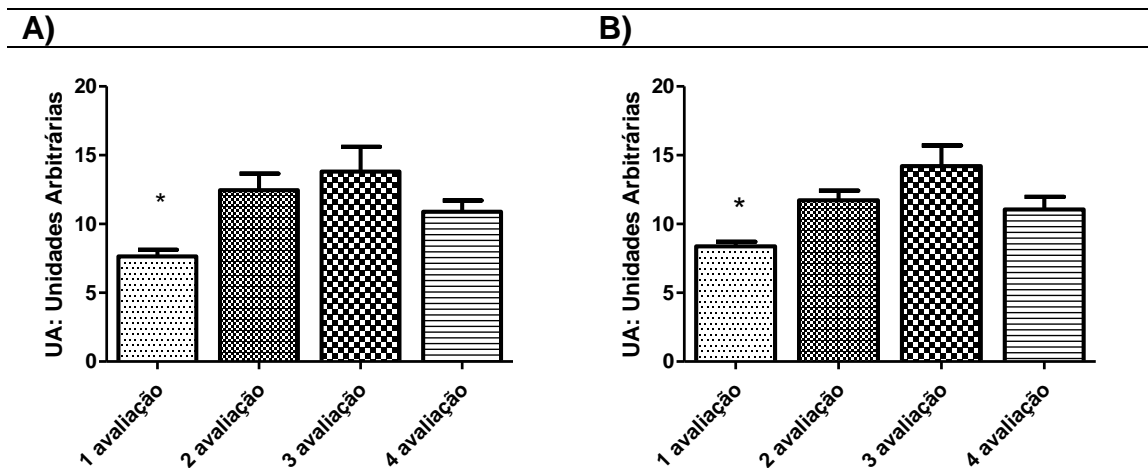 A)
B)
UA: Unidades Arbitrárias
20
15
10
5
0
*
1 avaliação
2 avaliação
3 avaliação
4 avaliação
UA: Unidades Arbitrárias
20
15
10
5
0
*
1 avaliação
2 avaliação
3 avaliação
4 avaliação